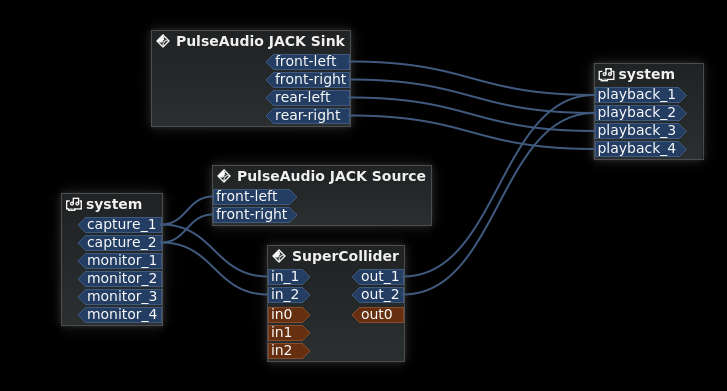 PulseAudio JACK Sink
front-left
front-right
rear-left
rear-right
system
playback_1
playback_2
playback_3
playback_4
PulseAudio JACK Source
front-left
front-right
system
capture_1
capture_2
monitor_1
monitor_2
monitor_3
monitor_4
SuperCollider
in_1 out_1
in_2 out_2
in0 out0
in1
in2